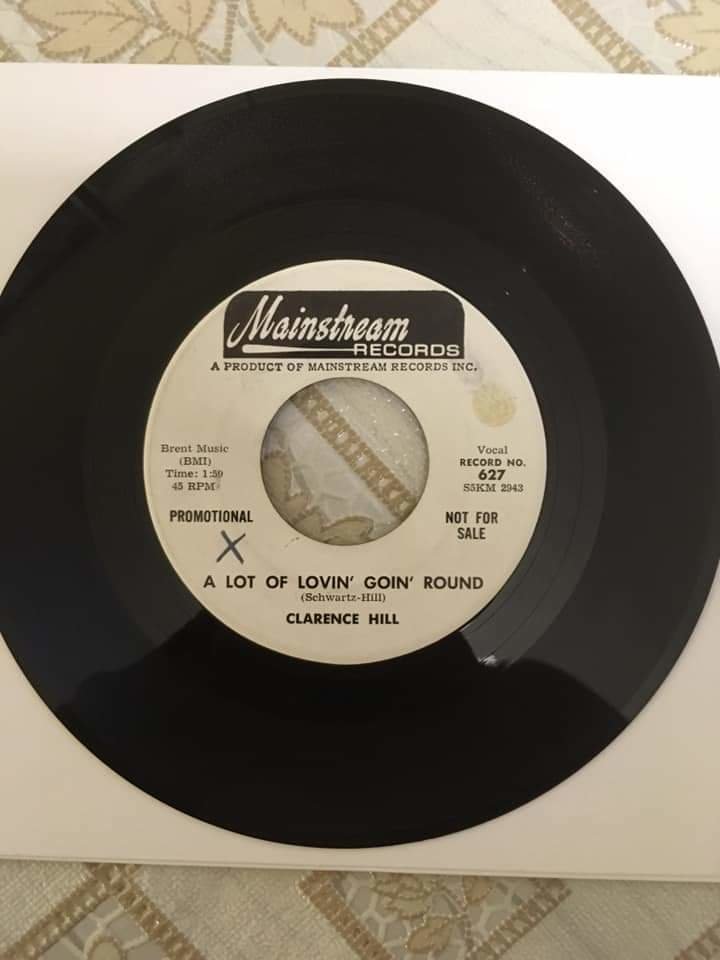 Mainstream
RECORDS
A PRODUCT OF MAINSTREAM RECORDS INC.
Brent Music
(BMI)
Time: 1:59
45 RPM
Vocal
RECORD NO.
627
S5KM 2943
PROMOTIONAL
X
NOT FOR
SALE
A LOT OF LOVIN' GOIN' ROUND
(Schwartz-Hill)
CLARENCE HILL